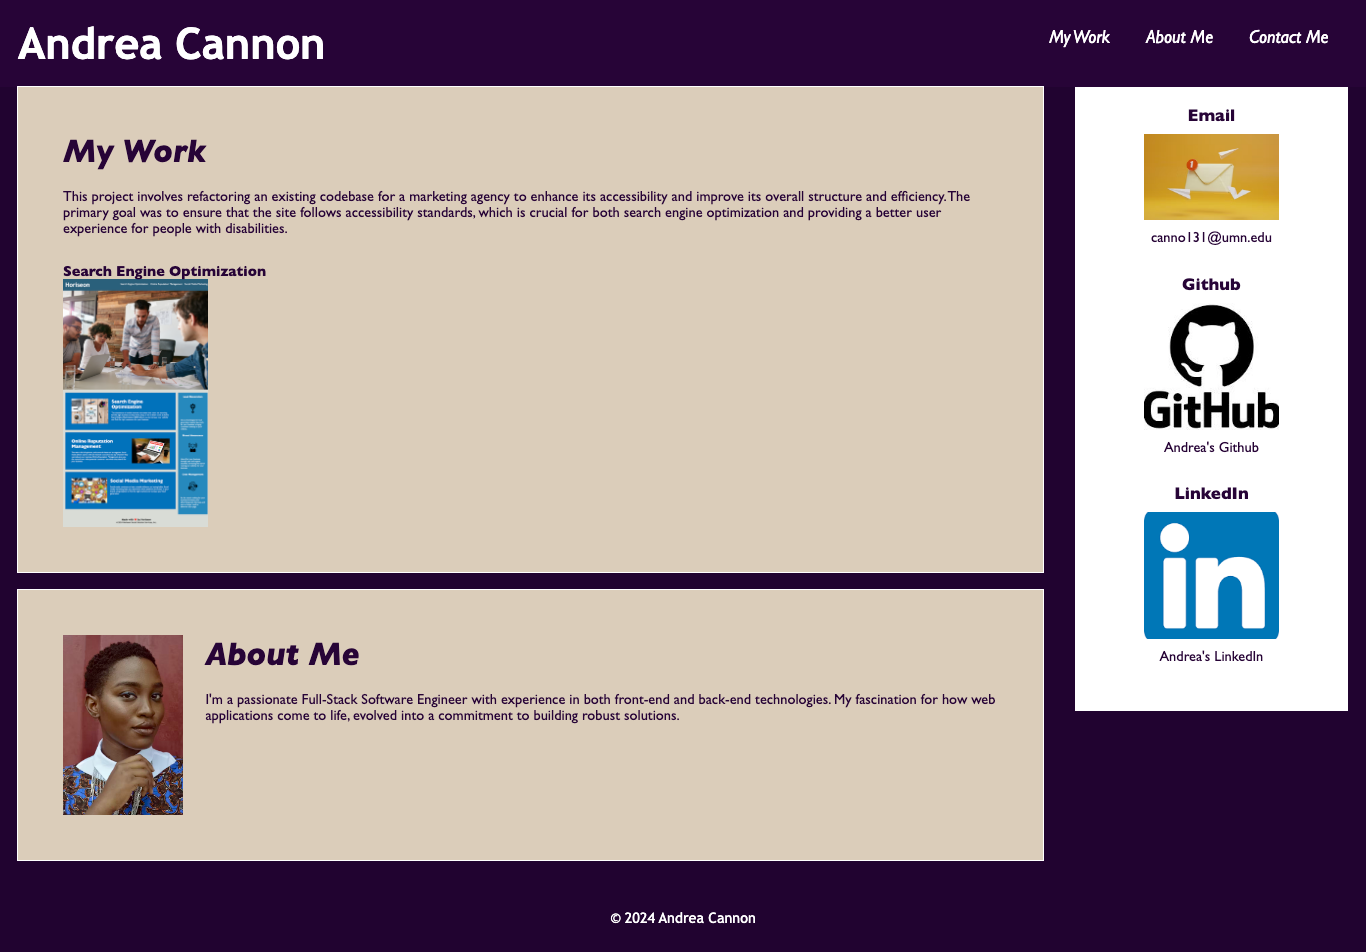 Andrea Cannon
My Work
About Me
Contact Me
My Work
This project involves refactoring an existing codebase for a marketing agency to enhance its accessibility and improve its overall structure and efficiency. The
primary goal was to ensure that the site follows accessibility standards, which is crucial for both search engine optimization and providing a better user
experience for people with disabilities.
Search Engine Optimization
Horiseon
Search Engine
Optimization
Online Reputation
Management
Social Media Marketing
About Me
I'm a passionate Full-Stack Software Engineer with experience in both front-end and back-end technologies. My fascination for how web
applications come to life, evolved into a commitment to building robust solutions.
Email
1
canno131@umn.edu
Github
GitHub
Andrea's Github
LinkedIn
in
Andrea's LinkedIn
© 2024 Andrea Cannon